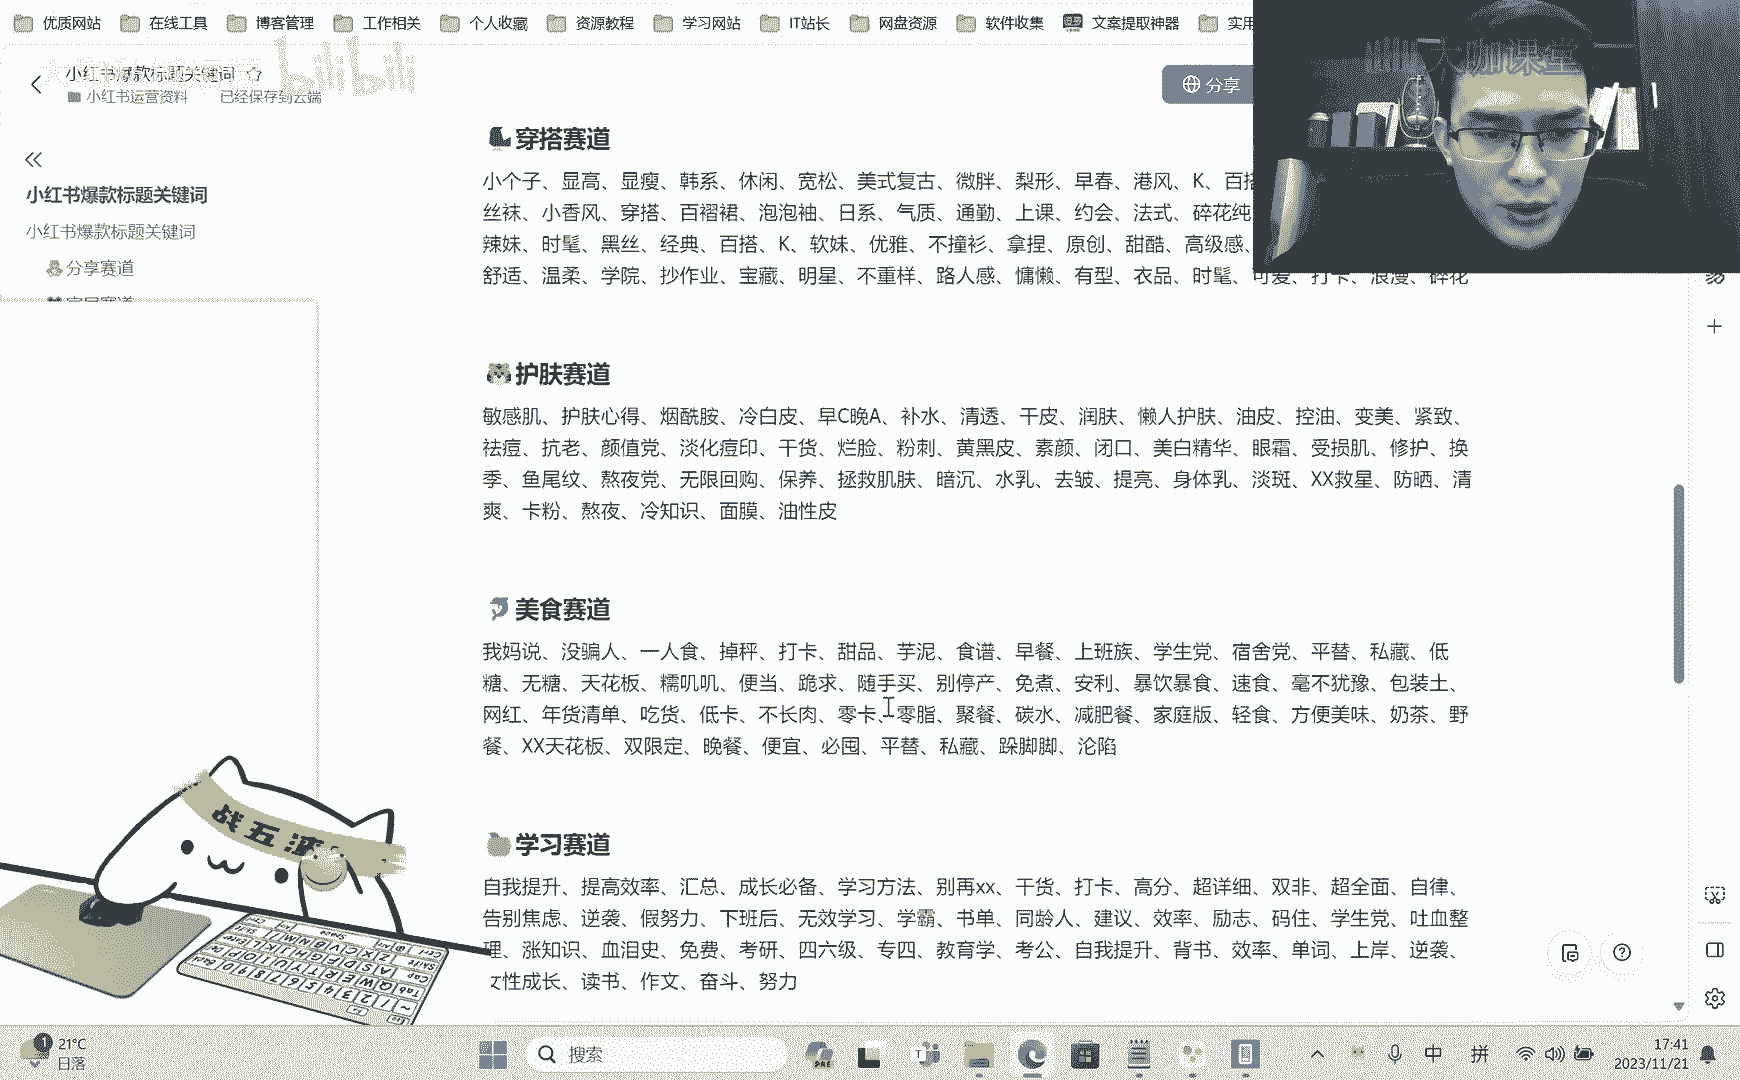 优质网站 在线工具 博客管理 工作相关 个人收藏 资源教程 学习网站 IT站长 网盘资源 软件收集 文案提取神器 实用
小红书爆款标题关键词
小红书运营资料 已经保存到云端
bilibili
分享
大咖课堂
小红书爆款标题关键词
小红书爆款标题关键词
分享赛道
穿搭赛道
小个子、显高、显瘦、韩系、休闲、宽松、美式复古、微胖、梨形、早春、港风、K、百搭
丝袜、小香风、穿搭、百褶裙、泡泡袖、日系、气质、通勤、上课、约会、法式、碎花纯
辣妹、时髦、黑丝、经典、百搭、K、软妹、优雅、不撞衫、拿捏、原创、甜酷、高级感、
舒适、温柔、学院、抄作业、宝藏、明星、不重样、路人感、慵懒、有型、衣品、时髦、可爱、打卡、浪漫、碎花
护肤赛道
敏感肌、护肤心得、烟酰胺、冷白皮、早C晚A、补水、清透、干皮、润肤、懒人护肤、油皮、控油、变美、紧致、
祛痘、抗老、颜值党、淡化痘印、干货、烂脸、粉刺、黄黑皮、素颜、闭口、美白精华、眼霜、受损肌、修护、换
季、鱼尾纹、熬夜党、无限回购、保养、拯救肌肤、暗沉、水乳、去皱、提亮、身体乳、淡斑、XX救星、防晒、清
爽、卡粉、熬夜、冷知识、面膜、油性皮
美食赛道
我妈说、没骗人、一人食、掉秤、打卡、甜品、芋泥、食谱、早餐、上班族、学生党、宿舍党、平替、私藏、低
糖、无糖、天花板、糯叽叽、便当、跪求、随手买、别停产、免煮、安利、暴饮暴食、速食、毫不犹豫、包装土、
网红、年货清单、吃货、低卡、不长肉、零卡、零脂、聚餐、碳水、减肥餐、家庭版、轻食、方便美味、奶茶、野
餐、XX天花板、双限定、晚餐、便宜、必囤、平替、私藏、跺脚脚、沦陷
学习赛道
自我提升、提高效率、汇总、成长必备、学习方法、别再xx、干货、打卡、高分、超详细、双非、超全面、自律、
告别焦虑、逆袭、假努力、下班后、无效学习、学霸、书单、同龄人、建议、效率、励志、码住、学生党、吐血整
理、涨知识、血泪史、免费、考研、四六级、专四、教育学、考公、自我提升、背书、效率、单词、上岸、逆袭、
女性成长、读书、作文、奋斗、努力
战五渣
21°C
日落
搜索
中 拼
17:41
2023/11/21